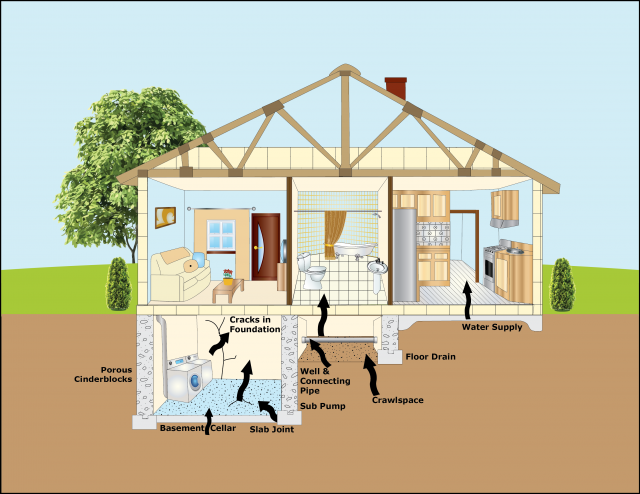 Cracks in
Foundation
Water Supply
Floor Drain
Porous
Cinderblocks
Well &
Connecting
Pipe
Crawlspace
Sub Pump
Basement Cellar
Slab Joint